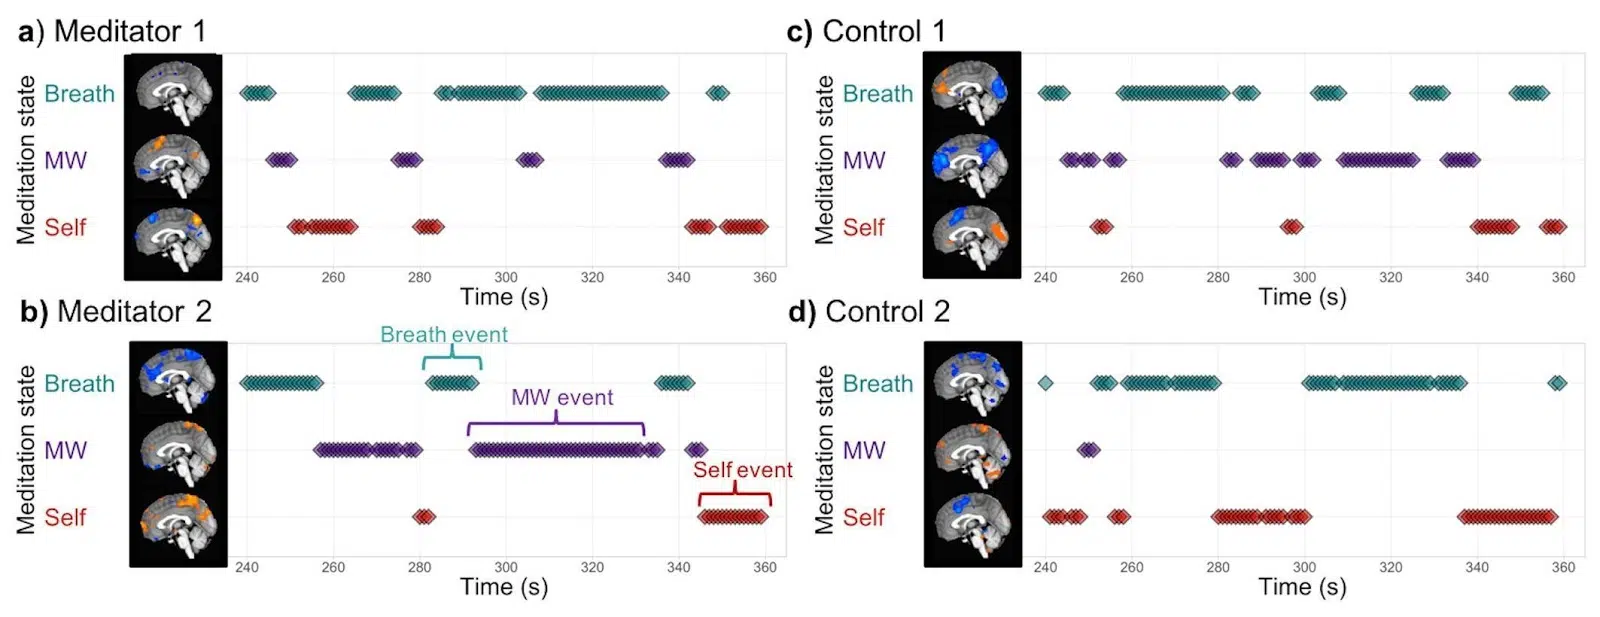 a) Meditator 1
Meditation state
Breath
MW
Self
240 260 280 300 320 340 360
Time (s)
c) Control 1
Meditation state
Breath
MW
Self
240 260 280 300 320 340 360
Time (s)
b) Meditator 2
Meditation state
Breath
MW
Self
Breath event
MW event
Self event
240 260 280 300 320 340 360
Time (s)
d) Control 2
Meditation state
Breath
MW
Self
240 260 280 300 320 340 360
Time (s)